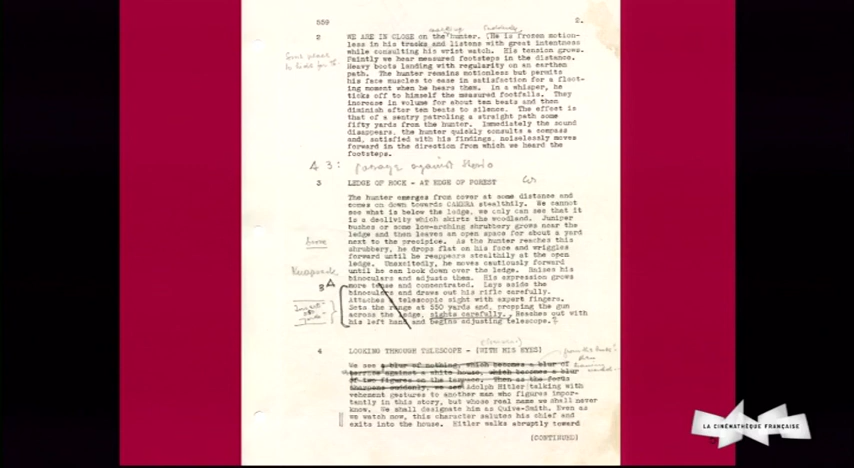 559
2.
2 WE ARE IN CLOSE on the hunter. (He is frozen motion-
less in his tracks and listens with great intentness
while consulting his wrist watch. His tension grows.
Faintly we hear measured footsteps in the distance.
Heavy boots landing with regularity on an earthen
path. The hunter remains motionless but permits
his face muscles to ease in satisfaction for a fleet-
ing moment when he hears them. In a whisper, he
ticks off to himself the measured footfalls. They
increase in volume for about ten beats and then
diminish after ten beats to silence. The effect is
that of a sentry patroling a straight path some
fifty yards from the hunter. Immediately the sound
disappears, the hunter quickly consults a compass
and, satisfied with his findings, noiselessly moves
forward in the direction from which we heard the
footsteps.
A 3: against
3 LEDGE OF ROCK - AT EDGE OF FOREST
The hunter emerges from cover at some distance and
comes on down towards CAMERA stealthily. We cannot
see what is below the ledge, we only can see that it
is a declivity which skirts the woodland. Juniper
bushes or some low-arching shrubbery grows near the
ledge and then leaves an open space for about a yard
next to the precipice. As the hunter reaches this
shrubbery, he drops flat on his face and wriggles
forward until he reappears stealthily at the open
ledge. Unhesitedly, he moves cautiously forward
until he can look down over the ledge. Raises his
binoculars and adjusts them. His expression grows
more tense and concentrated. Lays aside the
binoculars and draws out his rifle carefully.
Attaches telescopic sight with expert fingers.
Sets the range at 550 yards and, propping the gun
across the ledge, sights carefully. Reaches out with
his left hand and begins adjusting telescope.
4 LOOKING THROUGH TELESCOPE - (WITH HIS EYES)
We see a blur of nothing, which becomes a blur of
terrace against a white house, which becomes a blur
of two figures on the terrace. Then as the focus
sharpens suddenly, we see Adolph Hitler talking with
vehement gestures to another man who figures impor-
tantly in this story, but whose real name we shall never
know. We shall designate him as Quive-Smith. Even as
we watch now, this character salutes his chief and
exits into the house. Hitler walks abruptly toward
(CONTINUED)
LA CINÉMATHÈQUE FRANÇAISE